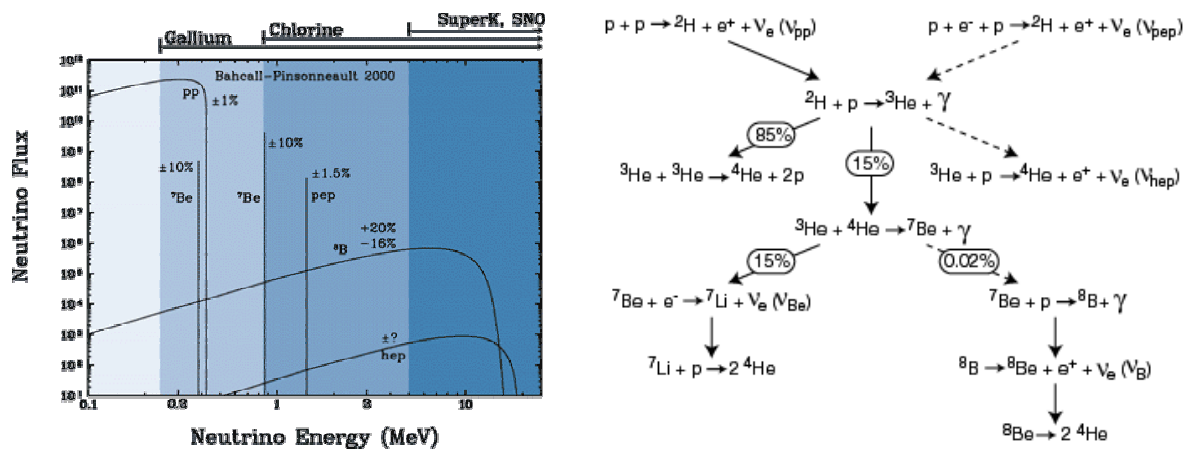 SuperK, SNO
Chlorine
Gallium
Bahcall-Pinsonneault 2000
pp
±1%
±10%
⁷Be
±10%
⁷Be
±1.5%
pep
+20%
-16%
⁸B
±?
hep
Neutrino Flux
0.1
1
10
Neutrino Energy (MeV)
p + p → ²H + e⁺ + νₑ (νpp)
p + e⁻ + p → ²H + e⁺ + νₑ (νpep)
²H + p → ³He + γ
85%
15%
³He + ³He → ⁴He + 2p
³He + p → ⁴He + e⁺ + νₑ (νhep)
³He + ⁴He → ⁷Be + γ
15%
0.02%
⁷Be + e⁻ → ⁷Li + νₑ (νBe)
⁷Be + p → ⁸B + γ
⁷Li + p → 2 ⁴He
⁸B → ⁸Be + e⁺ + νₑ (νB)
⁸Be → 2 ⁴He